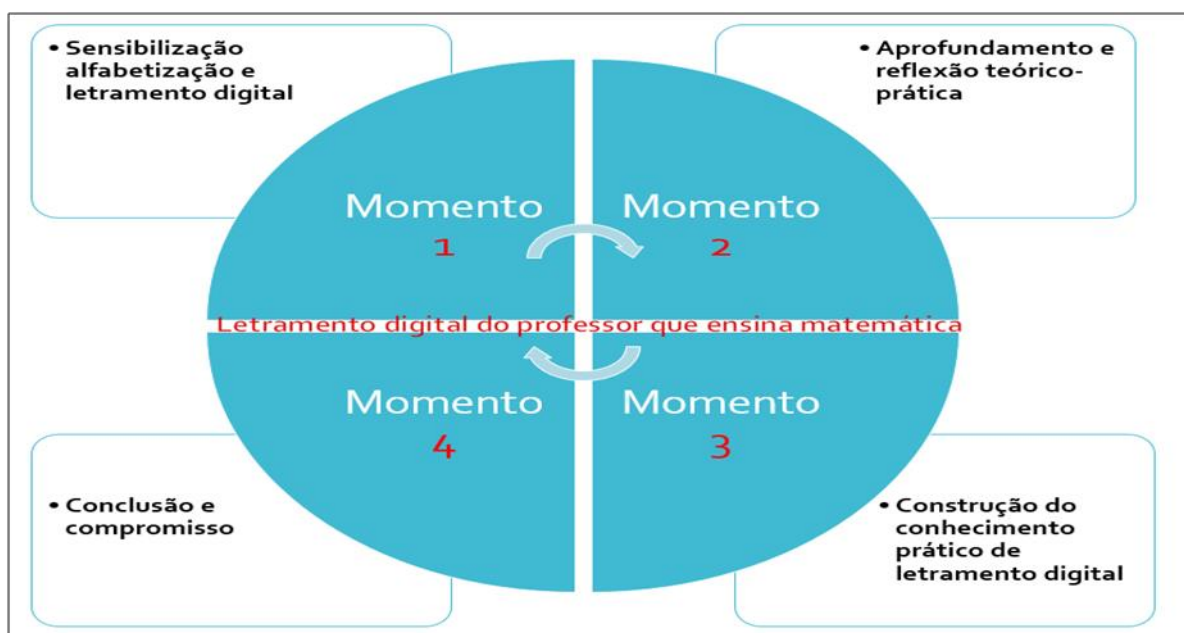 • Sensibilização
alfabetização e
letramento digital
• Aprofundamento e
reflexão teórico-
prática
Momento
1
Momento
2
Letramento digital do professor que ensina matemática
Momento
4
Momento
3
• Conclusão e
compromisso
• Construção do
conhecimento
prático de
letramento digital